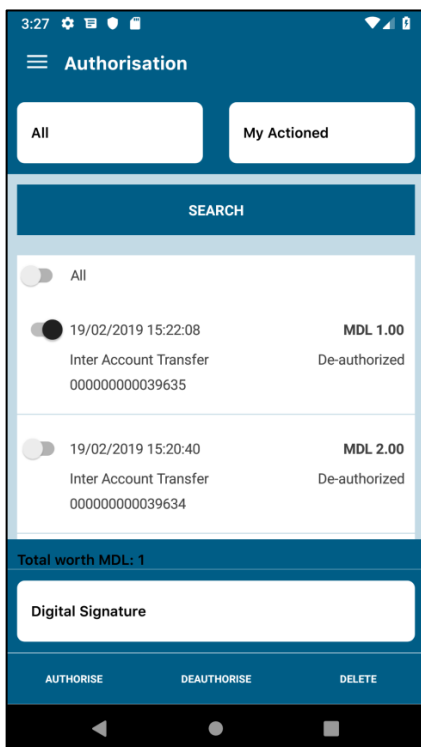 3:27
Authorisation
All
My Actioned
SEARCH
All
19/02/2019 15:22:08 MDL 1.00
Inter Account Transfer De-authorized
000000000039635
19/02/2019 15:20:40 MDL 2.00
Inter Account Transfer De-authorized
000000000039634
Total worth MDL: 1
Digital Signature
AUTHORISE DEAUTHORISE DELETE